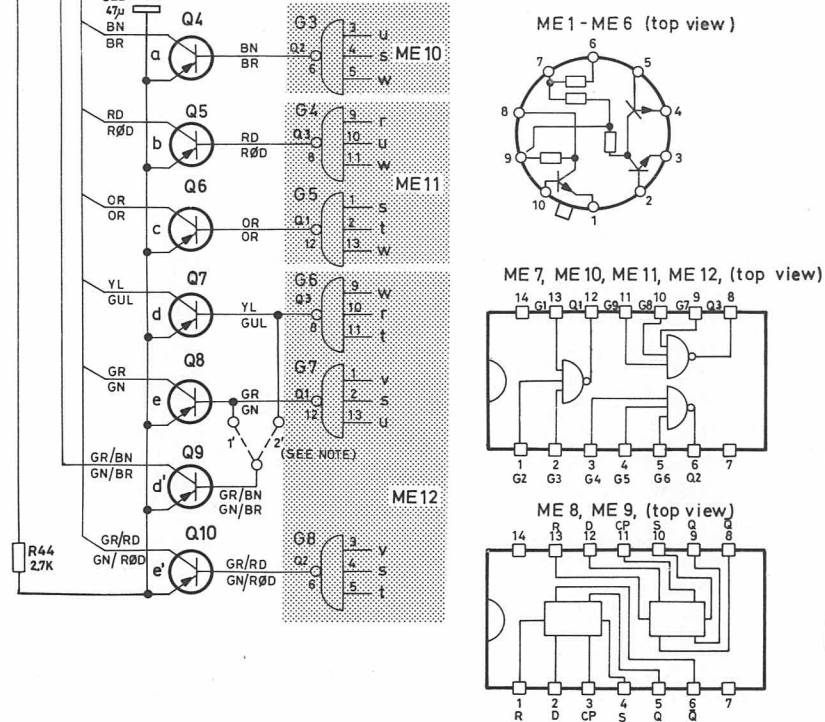 47µ
Q4
BN
BR
a
BN
BR
G3
Q2
6
3
u
4
s
5
w
ME 10
Q5
RD
RØD
b
RD
RØD
G4
Q3
8
9
r
10
u
11
w
ME11
Q6
OR
OR
c
OR
OR
G5
Q1
12
1
s
2
t
13
w
Q7
YL
GUL
d
YL
GUL
G6
Q3
8
9
w
10
r
11
t
Q8
GR
GN
e
GR
GN
G7
Q1
12
1
v
2
s
13
u
1'
2'
(SEE NOTE)
Q9
GR/BN
GN/BR
d'
GR/BN
GN/BR
ME12
Q10
GR/RD
GN/RØD
e'
GR/RD
GN/RØD
G8
Q2
6
3
v
4
s
5
t
R44
2,7K
ME1-ME6 (top view)
6
7
5
8
4
9
3
10
2
1
ME7, ME10, ME11, ME12, (top view)
14 G1 13 Q1 12 G9 11 G8 10 G7 9 Q3 8
1 2 3 4 5 6 7
G2 G3 G4 G5 G6 Q2
ME 8, ME 9, (top view)
R D CP S Q Q̄
14 13 12 11 10 9 8
1 2 3 4 5 6 7
R D CP S Q Q̄